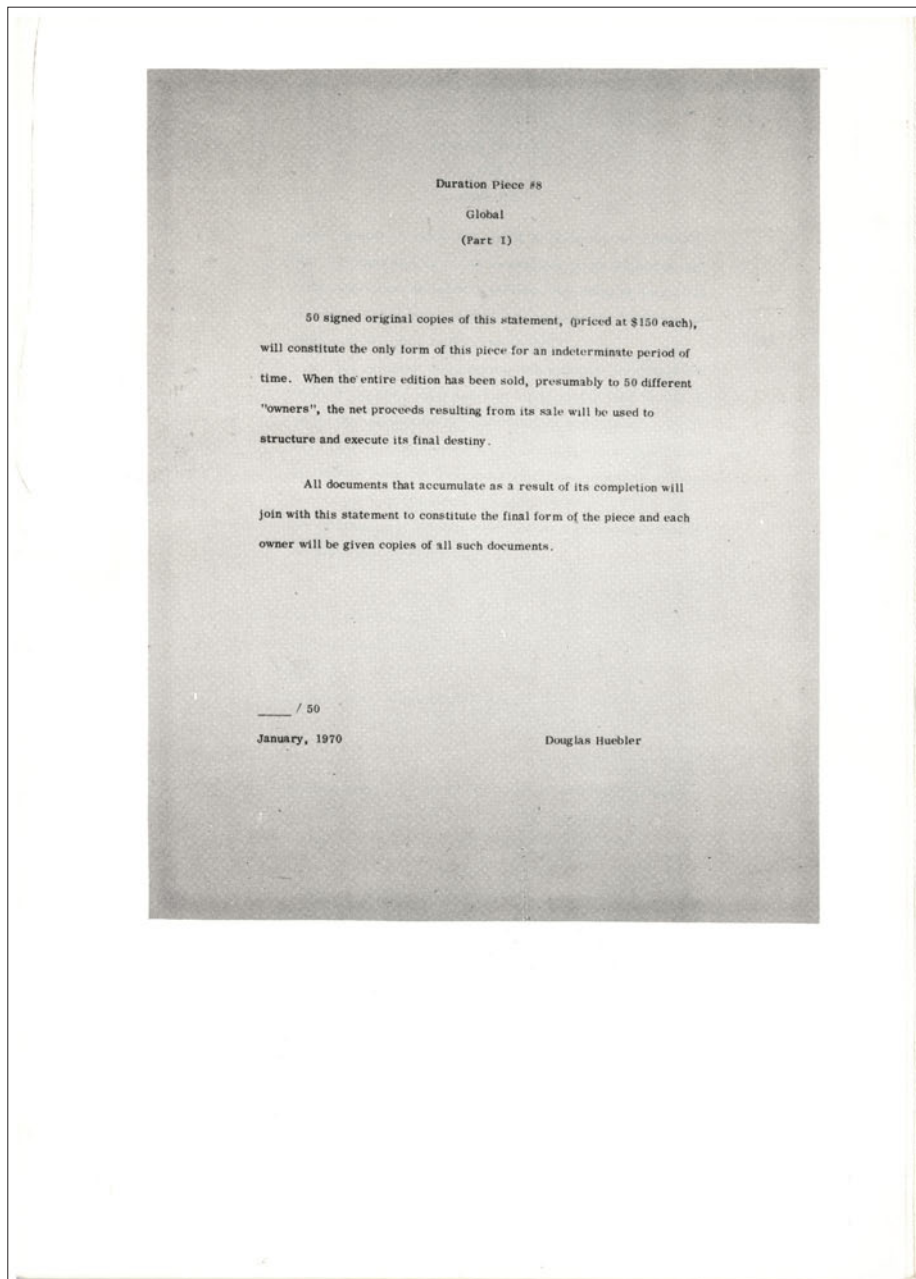 Duration Piece #8
Global
(Part I)
50 signed original copies of this statement, (priced at $150 each),
will constitute the only form of this piece for an indeterminate period of
time. When the entire edition has been sold, presumably to 50 different
"owners", the net proceeds resulting from its sale will be used to
structure and execute its final destiny.
All documents that accumulate as a result of its completion will
join with this statement to constitute the final form of the piece and each
owner will be given copies of all such documents.
____ / 50
January, 1970 Douglas Huebler